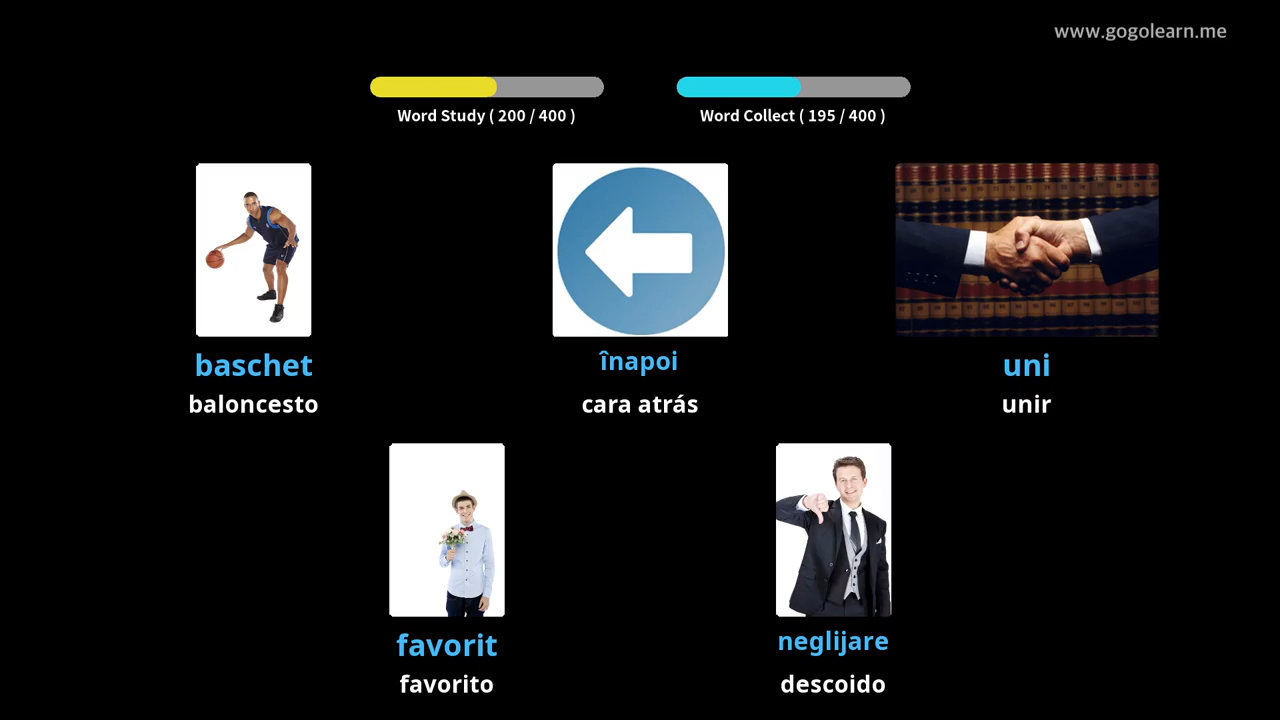 www.gogolearn.me
Word Study ( 200 / 400 )
Word Collect ( 195 / 400 )
baschet
baloncesto
înapoi
cara atrás
uni
unir
favorit
favorito
neglijare
descoido